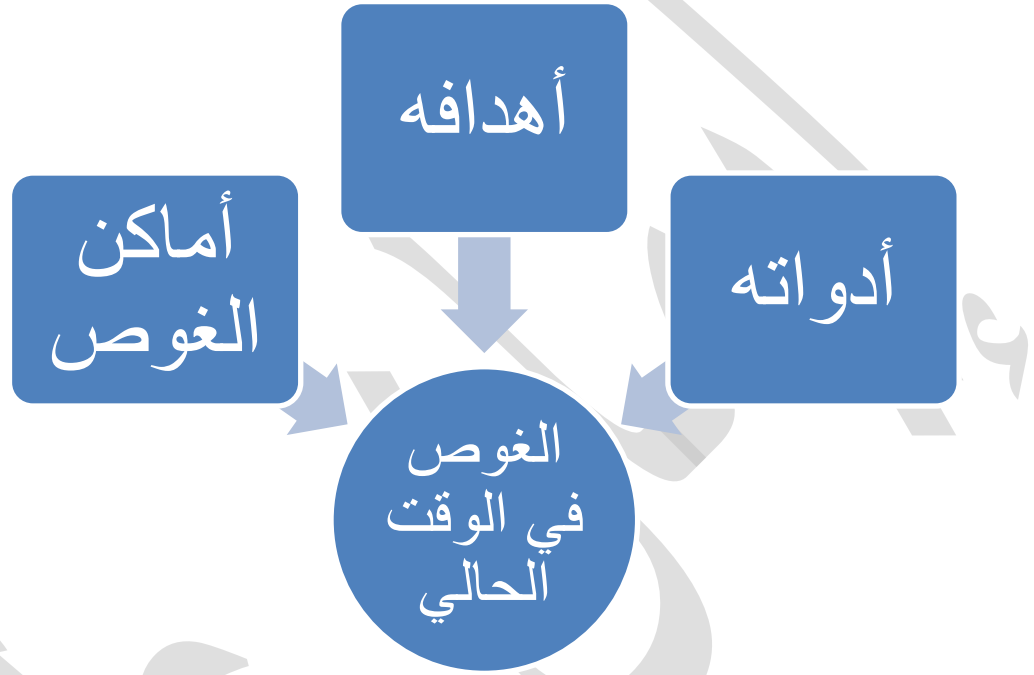 أهدافه
أدواته
أماكن
الغوص
الغوص
في الوقت
الحالي